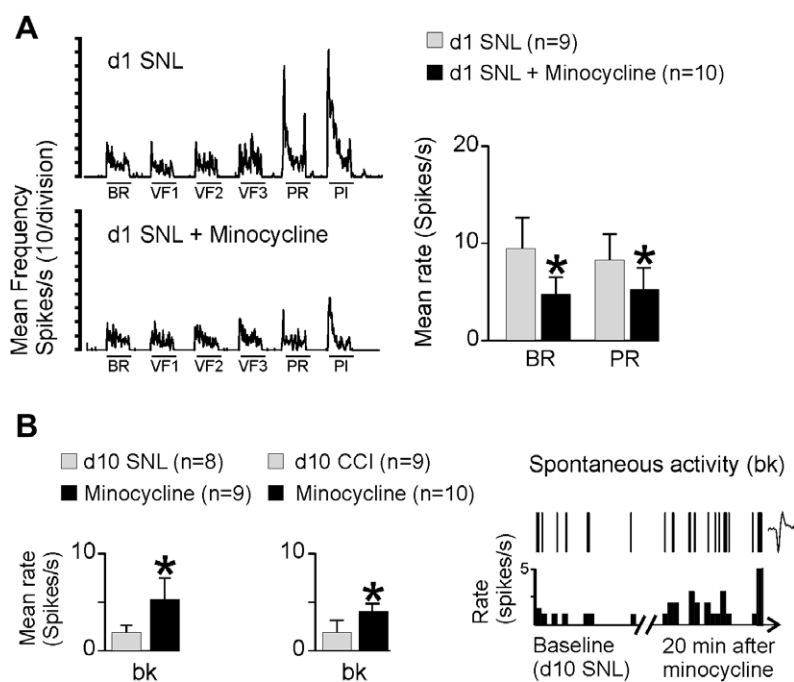 A
d1 SNL
BR VF1 VF2 VF3 PR PI
d1 SNL + Minocycline
BR VF1 VF2 VF3 PR PI
Mean Frequency
Spikes/s (10/division)
d1 SNL (n=9)
d1 SNL + Minocycline (n=10)
Mean rate (Spikes/s)
20
10
0
* *
BR PR
B
d10 SNL (n=8)
Minocycline (n=9)
d10 CCI (n=9)
Minocycline (n=10)
Mean rate
(Spikes/s)
10
0
*
bk
10
0
*
bk
Spontaneous activity (bk)
Rate
(spikes/s)
5
0
Baseline
(d10 SNL)
20 min after
minocycline